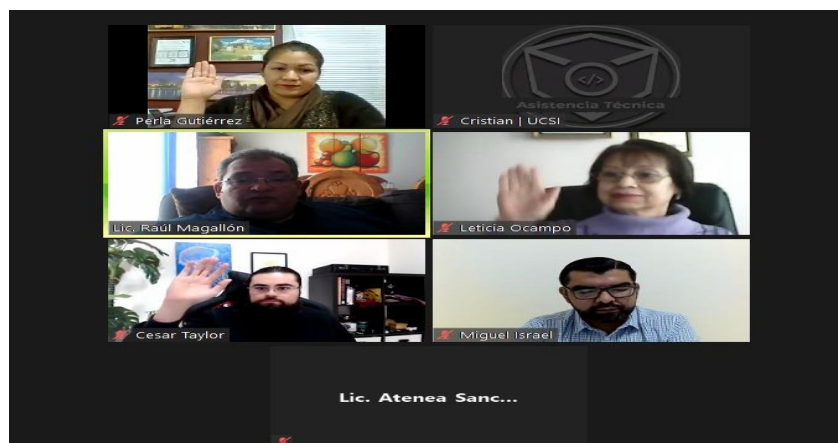 Perla Gutiérrez
</>
Asistencia Técnica
Cristian | UCSI
Lic. Raúl Magallón
Leticia Ocampo
Cesar Taylor
Miguel Israel
Lic. Atenea Sanc...